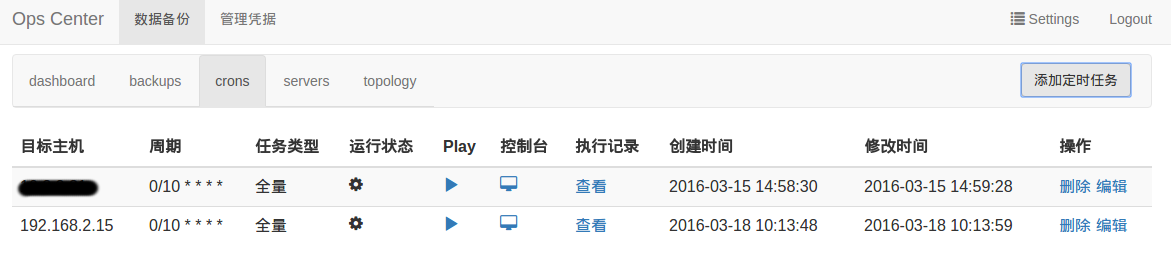 Ops Center 数据备份 管理凭据 Settings Logout
dashboard backups crons servers topology 添加定时任务
目标主机 周期 任务类型 运行状态 Play 控制台 执行记录 创建时间 修改时间 操作
0/10 * * * * 全量 查看 2016-03-15 14:58:30 2016-03-15 14:59:28 删除 编辑
192.168.2.15 0/10 * * * * 全量 查看 2016-03-18 10:13:48 2016-03-18 10:13:59 删除 编辑